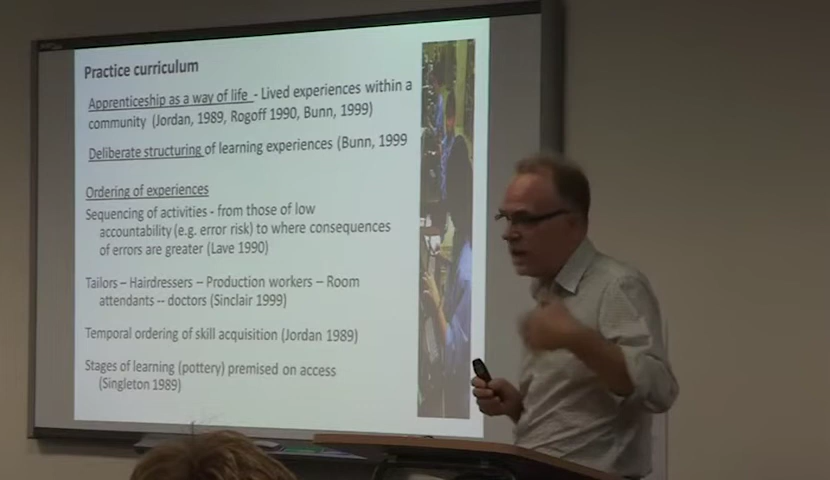 Practice curriculum
Apprenticeship as a way of life - Lived experiences within a
community (Jordan, 1989, Rogoff 1990, Bunn, 1999)
Deliberate structuring of learning experiences (Bunn, 1999
Ordering of experiences
Sequencing of activities - from those of low
accountability (e.g. error risk) to where consequences
of errors are greater (Lave 1990)
Tailors – Hairdressers – Production workers – Room
attendants -- doctors (Sinclair 1999)
Temporal ordering of skill acquisition (Jordan 1989)
Stages of learning (pottery) premised on access
(Singleton 1989)